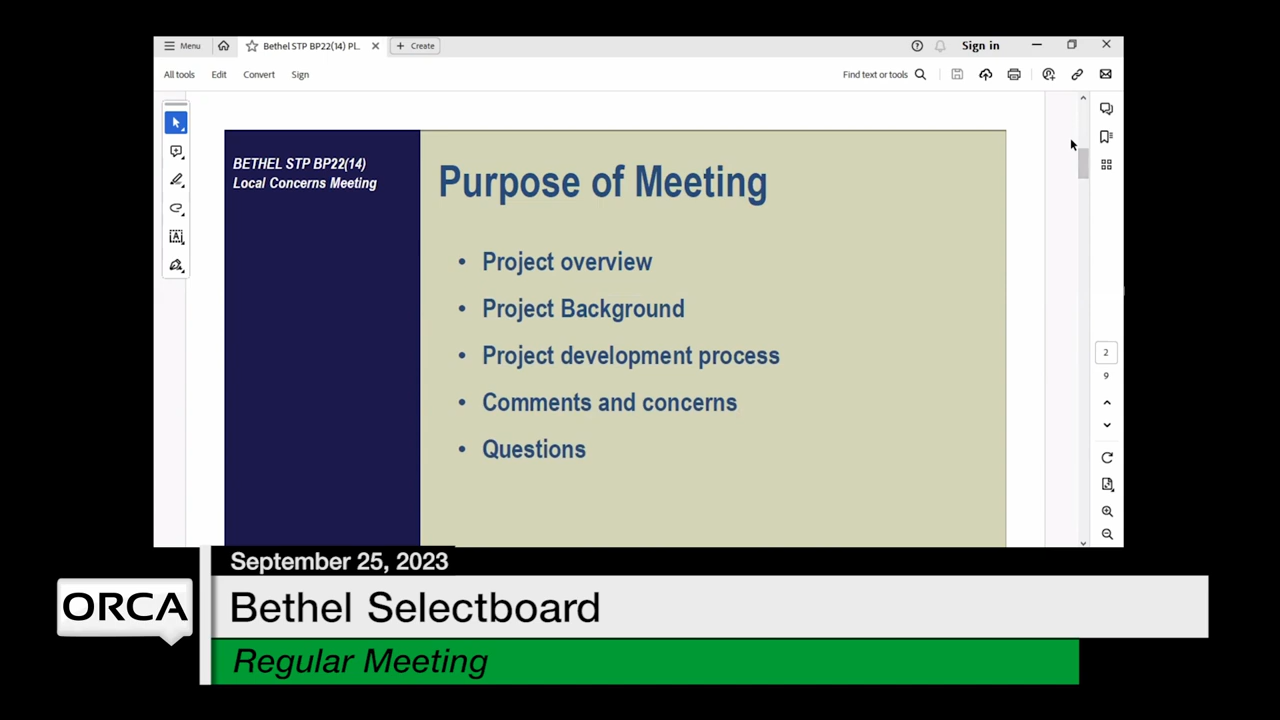 Menu
Bethel STP BP22(14) PL..
Create
Sign in
All tools
Edit
Convert
Sign
Find text or tools
BETHEL STP BP22(14)
Local Concerns Meeting
Purpose of Meeting
• Project overview
• Project Background
• Project development process
• Comments and concerns
• Questions
2
9
September 25, 2023
ORCA
Bethel Selectboard
Regular Meeting